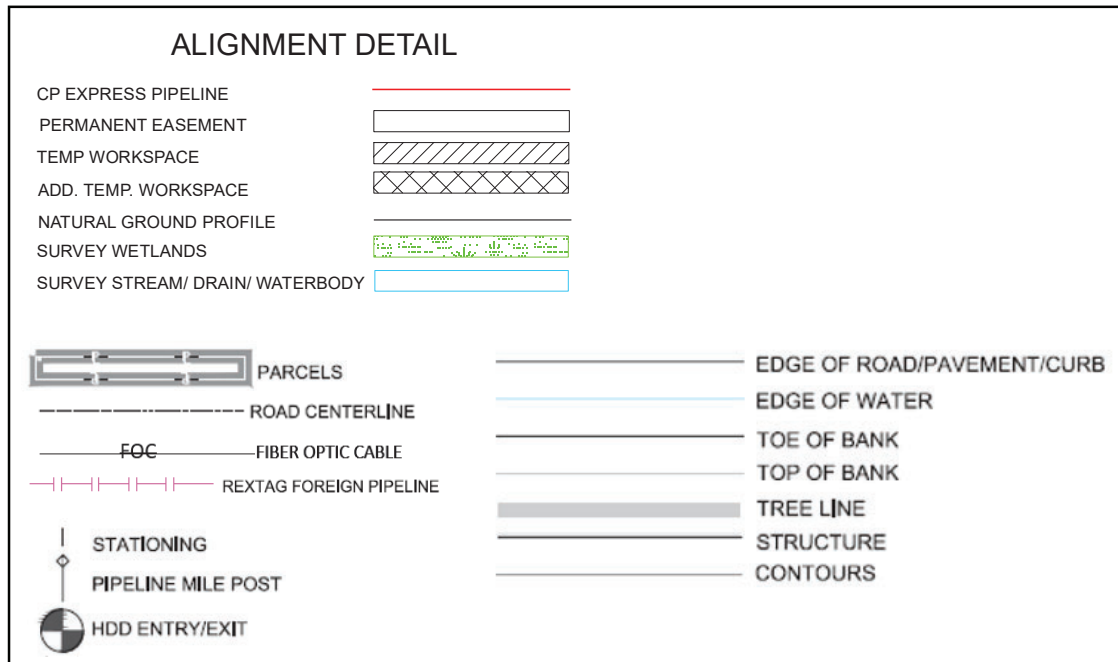 ALIGNMENT DETAIL
CP EXPRESS PIPELINE
PERMANENT EASEMENT
TEMP WORKSPACE
ADD. TEMP. WORKSPACE
NATURAL GROUND PROFILE
SURVEY WETLANDS
SURVEY STREAM/ DRAIN/ WATERBODY
PARCELS
ROAD CENTERLINE
FOC
FIBER OPTIC CABLE
REXTAG FOREIGN PIPELINE
STATIONING
PIPELINE MILE POST
HDD ENTRY/EXIT
EDGE OF ROAD/PAVEMENT/CURB
EDGE OF WATER
TOE OF BANK
TOP OF BANK
TREE LINE
STRUCTURE
CONTOURS